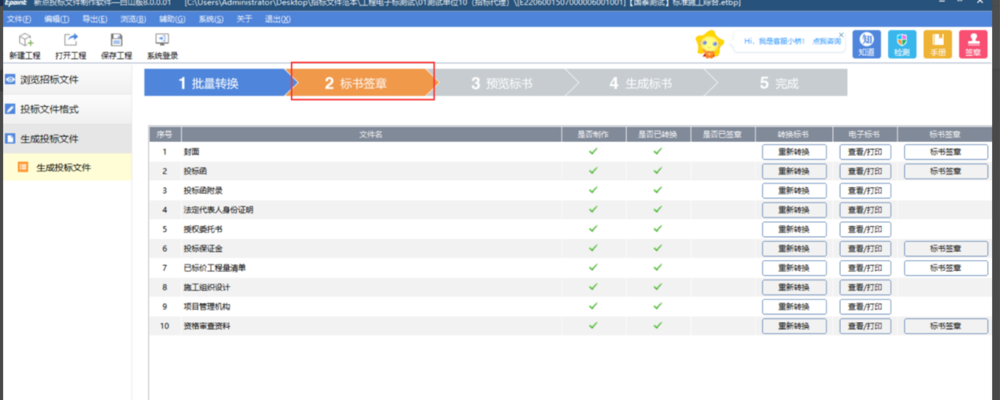 Epoint 新点投标文件制作软件—白山版8.0.0.01 [C:\Users\Administrator\Desktop\招标文件范本\工程电子标测试\01测试单位10（招标代理）\[E2206001507000006001001]【国泰测试】标准施工综合.etbp]
文件(F) 编辑(T) 导出(E) 浏览(B) 辅助(G) 系统(S) 关于 退出(X)
新建工程 打开工程 保存工程 系统登录
Hi，我是客服小桥！ 点我咨询
知
知道 检测 手册 签章
浏览招标文件
投标文件格式
生成投标文件
生成投标文件
1 批量转换 2 标书签章 3 预览标书 4 生成标书 5 完成
序号 文件名 是否制作 是否已转换 是否已签章 转换标书 电子标书 标书签章
1 封面 重新转换 查看/打印 标书签章
2 投标函 重新转换 查看/打印 标书签章
3 投标函附录 重新转换 查看/打印
4 法定代表人身份证明 重新转换 查看/打印
5 授权委托书 重新转换 查看/打印
6 投标保证金 重新转换 查看/打印 标书签章
7 已标价工程量清单 重新转换 查看/打印 标书签章
8 施工组织设计 重新转换 查看/打印
9 项目管理机构 重新转换 查看/打印
10 资格审查资料 重新转换 查看/打印 标书签章